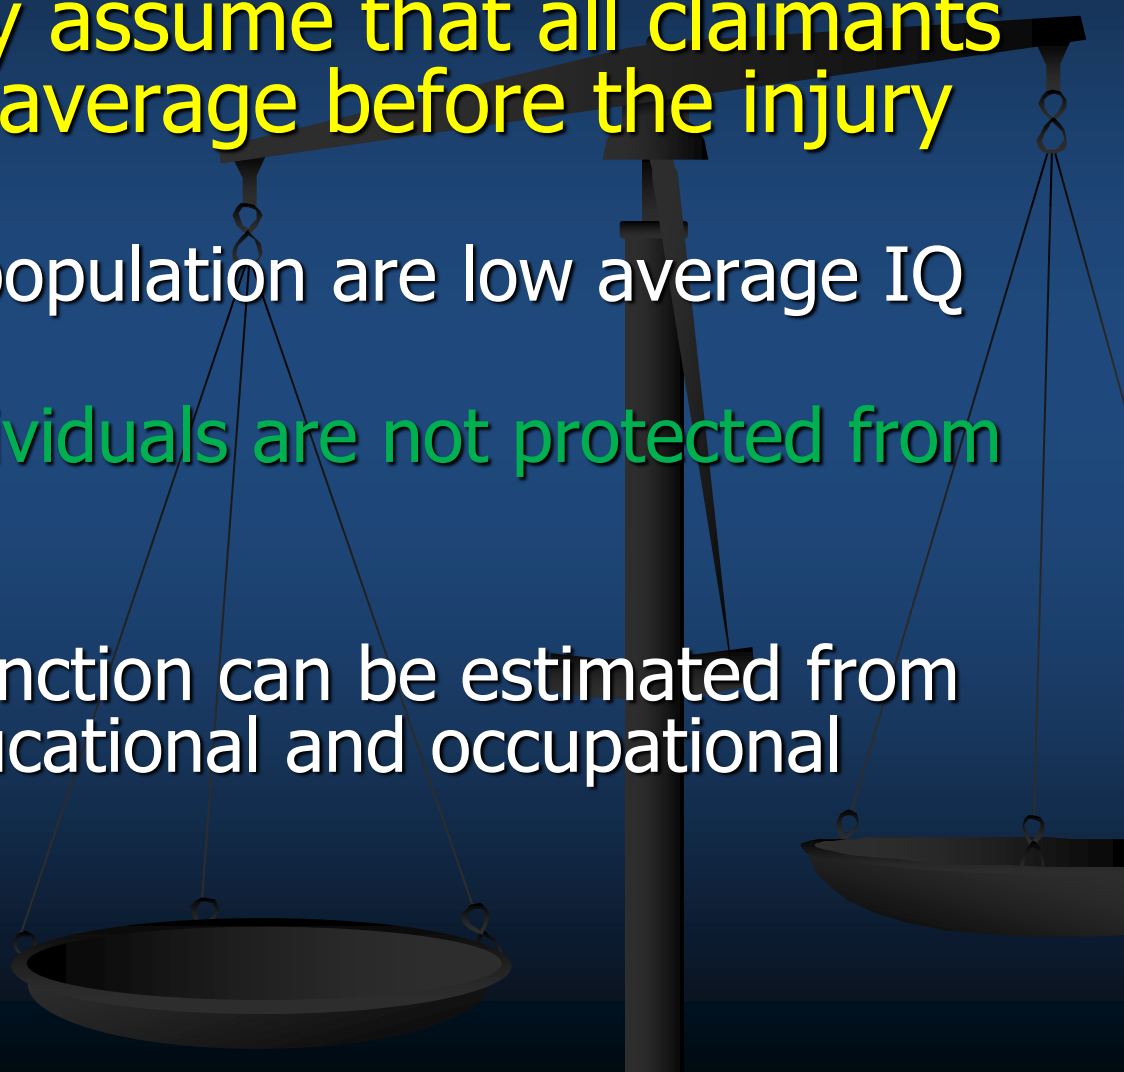 y assume that all claimants
average before the injury
population are low average IQ
ividuals are not protected from
nction can be estimated from
ucational and occupational